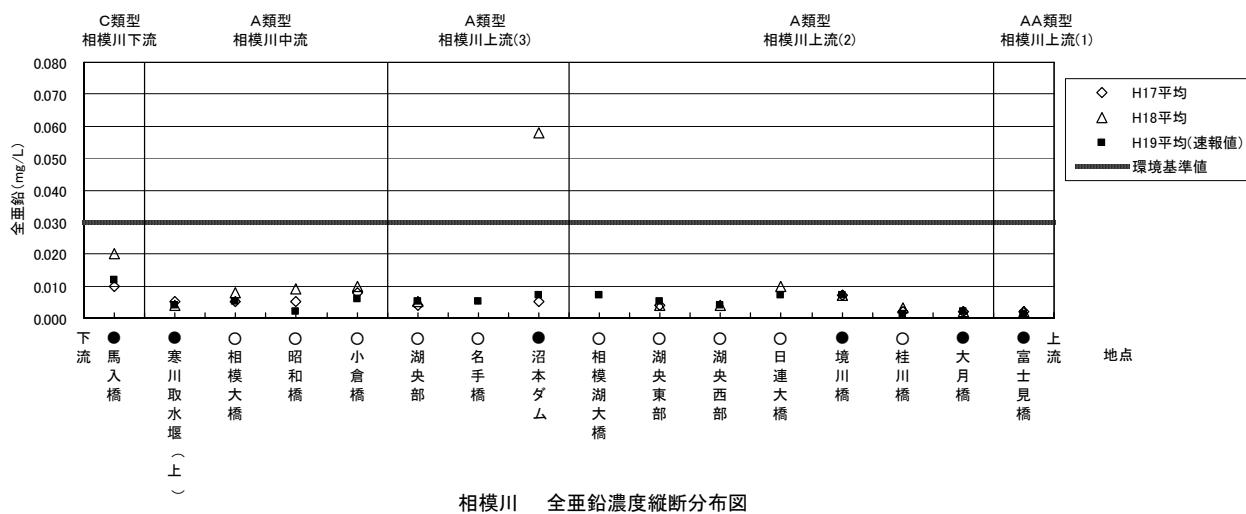 C類型
相模川下流
A類型
相模川中流
A類型
相模川上流(3)
A類型
相模川上流(2)
AA類型
相模川上流(1)
全亜鉛(mg/L)
0.080
0.070
0.060
0.050
0.040
0.030
0.020
0.010
0.000
H17平均
H18平均
H19平均(速報値)
環境基準値
下流
馬入橋
寒川取水堰(上)
相模大橋
昭和橋
小倉橋
湖央部
名手橋
沼本ダム
相模湖大橋
湖央東部
湖央西部
日連大橋
境川橋
桂川橋
大月橋
富士見橋
上流
地点
相模川 全亜鉛濃度縦断分布図